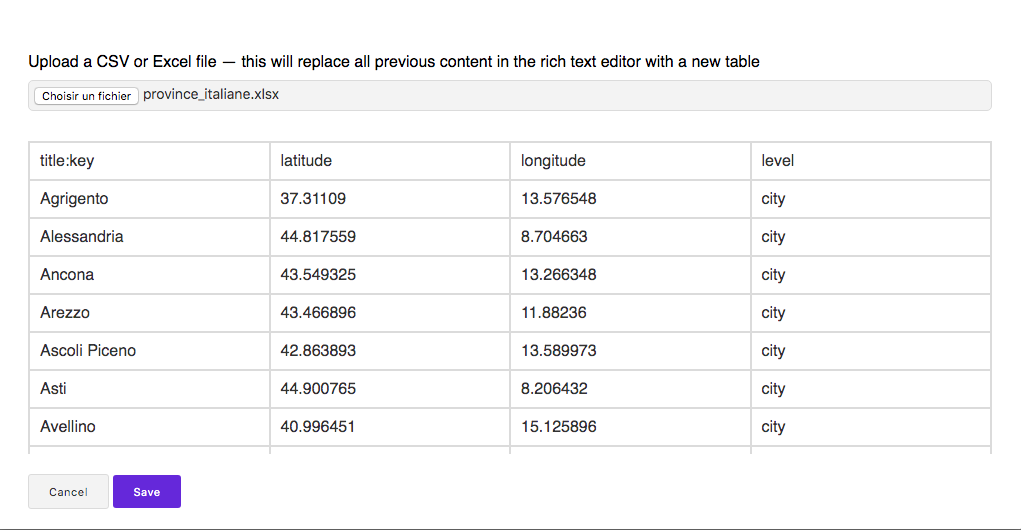 Upload a CSV or Excel file — this will replace all previous content in the rich text editor with a new table
Choisir un fichier province_italiane.xlsx
title:key latitude longitude level
Agrigento 37.31109 13.576548 city
Alessandria 44.817559 8.704663 city
Ancona 43.549325 13.266348 city
Arezzo 43.466896 11.88236 city
Ascoli Piceno 42.863893 13.589973 city
Asti 44.900765 8.206432 city
Avellino 40.996451 15.125896 city
Cancel Save